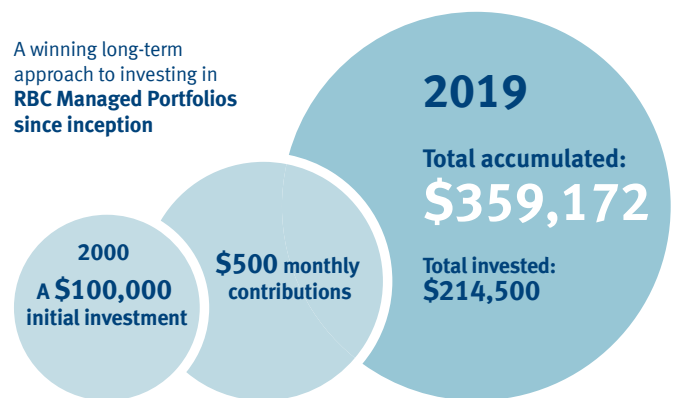 A winning long-term
approach to investing in
RBC Managed Portfolios
since inception
2000
A $100,000
initial investment
$500 monthly
contributions
2019
Total accumulated:
$359,172
Total invested:
$214,500